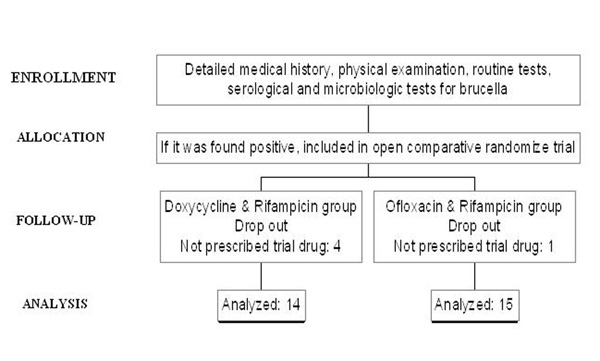 ENROLLMENT
Detailed medical history, physical examination, routine tests,
serological and microbiologic tests for brucella
ALLOCATION
If it was found positive, included in open comparative randomize trial
FOLLOW-UP
Doxycycline & Rifampicin group
Drop out
Not prescribed trial drug: 4
Ofloxacin & Rifampicin group
Drop out
Not prescribed trial drug: 1
ANALYSIS
Analyzed: 14
Analyzed: 15